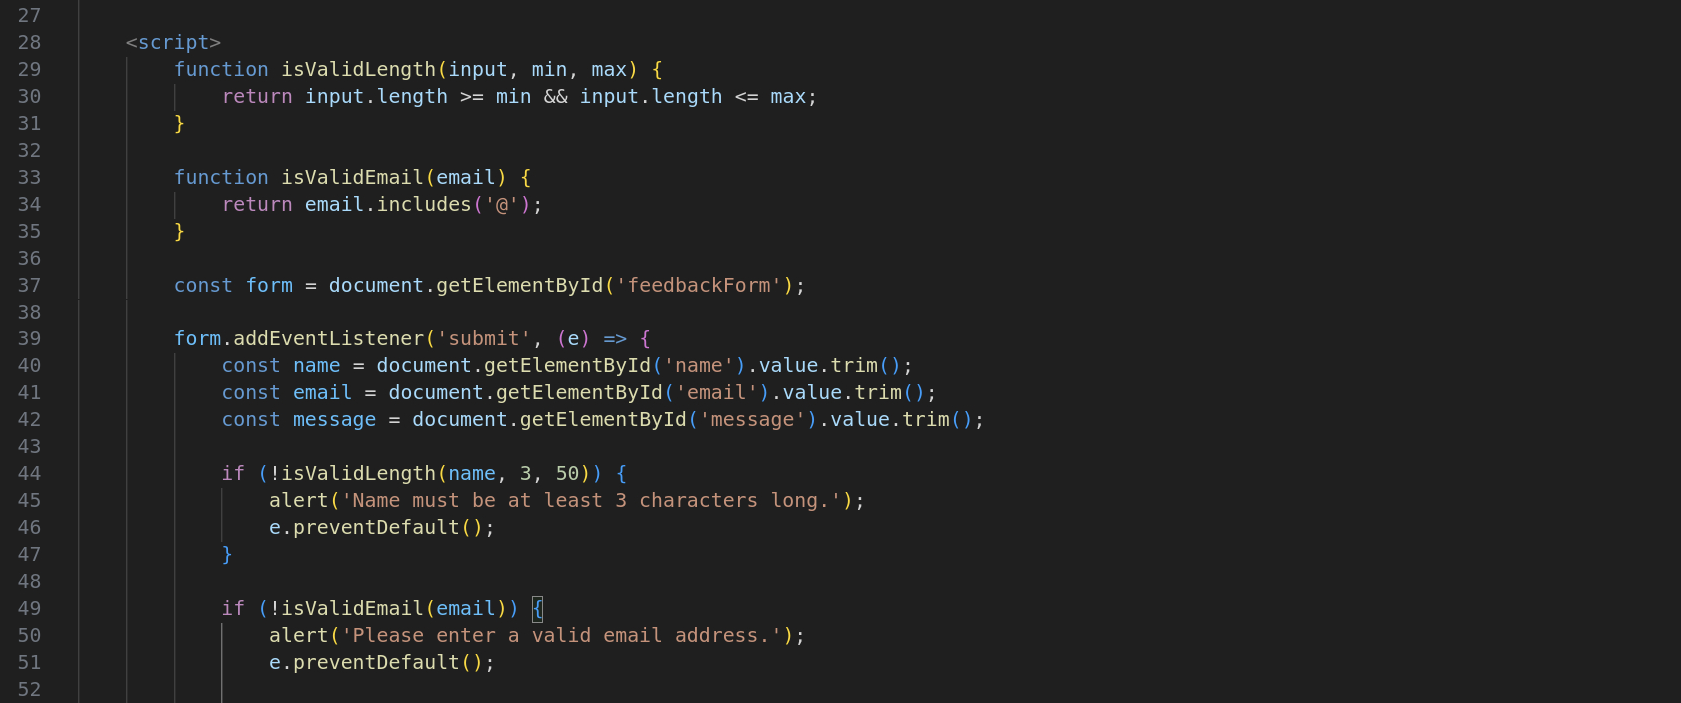 27
28 <script>
29 function isValidLength(input, min, max) {
30 return input.length >= min && input.length <= max;
31 }
32
33 function isValidEmail(email) {
34 return email.includes('@');
35 }
36
37 const form = document.getElementById('feedbackForm');
38
39 form.addEventListener('submit', (e) => {
40 const name = document.getElementById('name').value.trim();
41 const email = document.getElementById('email').value.trim();
42 const message = document.getElementById('message').value.trim();
43
44 if (!isValidLength(name, 3, 50)) {
45 alert('Name must be at least 3 characters long.');
46 e.preventDefault();
47 }
48
49 if (!isValidEmail(email)) {
50 alert('Please enter a valid email address.');
51 e.preventDefault();
52